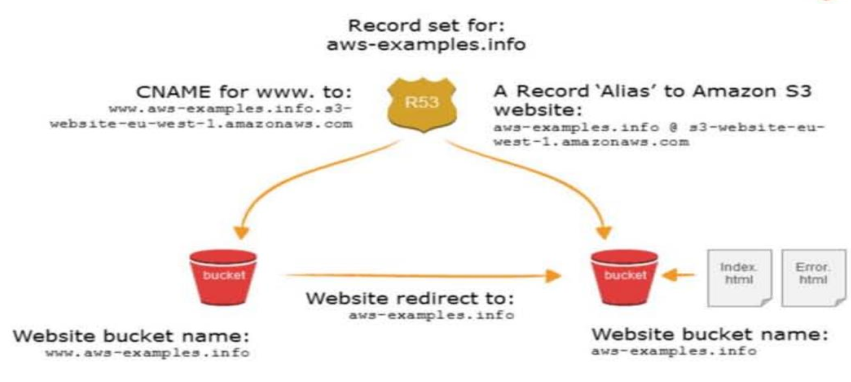 Record set for:
aws-examples.info
CNAME for www. to:
www.aws-examples.info.s3-
website-eu-west-1.amazonaws.com
R53
A Record ‘Alias’ to Amazon S3
website:
aws-examples.info @ s3-website-eu-
west-1.amazonaws.com
bucket
Website redirect to:
aws-examples.info
bucket
Index.
html
Error.
html
Website bucket name:
www.aws-examples.info
Website bucket name:
aws-examples.info